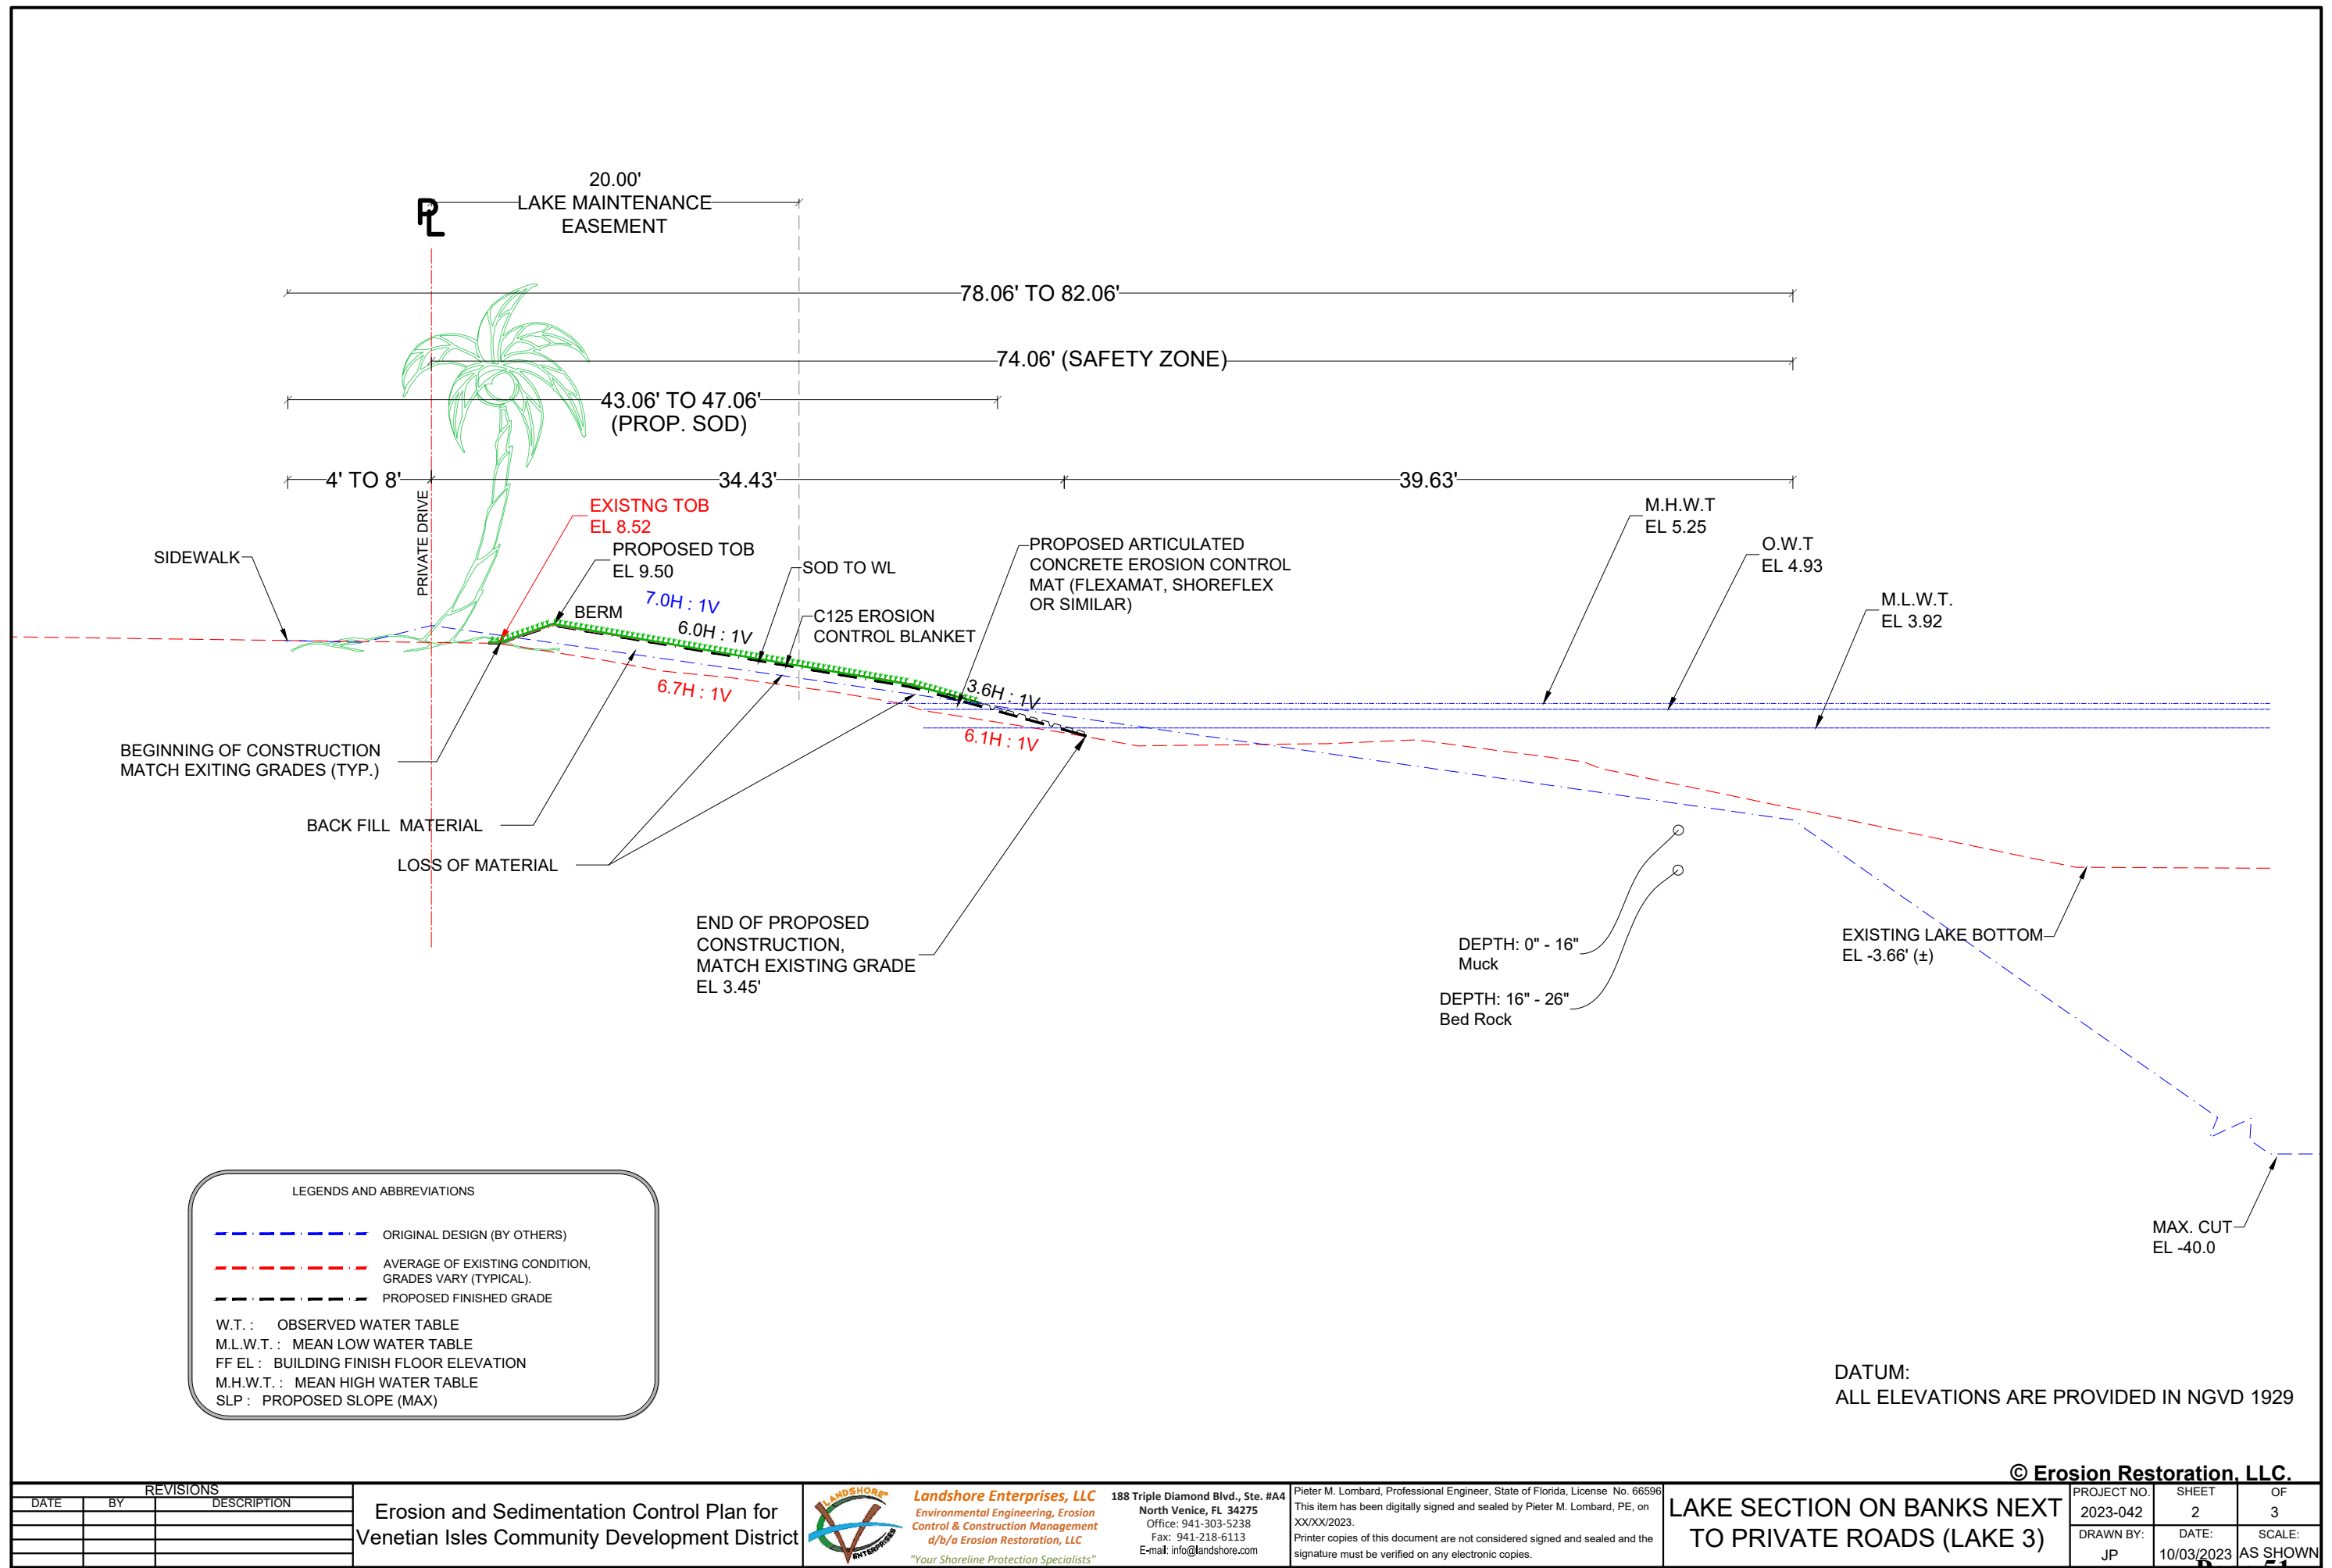 20.00'
LAKE MAINTENANCE
EASEMENT
PL
78.06' TO 82.06'
74.06' (SAFETY ZONE)
43.06' TO 47.06'
(PROP. SOD)
4' TO 8'
34.43'
39.63'
PRIVATE DRIVE
EXISTNG TOB
EL 8.52
PROPOSED TOB
EL 9.50
SIDEWALK
BERM
7.0H : 1V
6.0H : 1V
SOD TO WL
C125 EROSION
CONTROL BLANKET
PROPOSED ARTICULATED
CONCRETE EROSION CONTROL
MAT (FLEXAMAT, SHOREFLEX
OR SIMILAR)
M.H.W.T
EL 5.25
O.W.T
EL 4.93
M.L.W.T.
EL 3.92
6.7H : 1V
3.6H : 1V
6.1H : 1V
BEGINNING OF CONSTRUCTION
MATCH EXITING GRADES (TYP.)
BACK FILL MATERIAL
LOSS OF MATERIAL
END OF PROPOSED
CONSTRUCTION,
MATCH EXISTING GRADE
EL 3.45'
DEPTH: 0" - 16"
Muck
DEPTH: 16" - 26"
Bed Rock
EXISTING LAKE BOTTOM
EL -3.66' (±)
MAX. CUT
EL -40.0
LEGENDS AND ABBREVIATIONS
ORIGINAL DESIGN (BY OTHERS)
AVERAGE OF EXISTING CONDITION,
GRADES VARY (TYPICAL).
PROPOSED FINISHED GRADE
W.T. : OBSERVED WATER TABLE
M.L.W.T. : MEAN LOW WATER TABLE
FF EL : BUILDING FINISH FLOOR ELEVATION
M.H.W.T. : MEAN HIGH WATER TABLE
SLP : PROPOSED SLOPE (MAX)
DATUM:
ALL ELEVATIONS ARE PROVIDED IN NGVD 1929
© Erosion Restoration, LLC.
REVISIONS
DATE BY DESCRIPTION
Erosion and Sedimentation Control Plan for
Venetian Isles Community Development District
LANDSHORE®
ENTERPRISES
Landshore Enterprises, LLC
Environmental Engineering, Erosion
Control & Construction Management
d/b/a Erosion Restoration, LLC
"Your Shoreline Protection Specialists"
188 Triple Diamond Blvd., Ste. #A4
North Venice, FL 34275
Office: 941-303-5238
Fax: 941-218-6113
E-mail: info@landshore.com
Pieter M. Lombard, Professional Engineer, State of Florida, License No. 66596
This item has been digitally signed and sealed by Pieter M. Lombard, PE, on
XX/XX/2023.
Printer copies of this document are not considered signed and sealed and the
signature must be verified on any electronic copies.
LAKE SECTION ON BANKS NEXT
TO PRIVATE ROADS (LAKE 3)
PROJECT NO.
2023-042
SHEET
2
OF
3
DRAWN BY:
JP
DATE:
10/03/2023
SCALE:
AS SHOWN